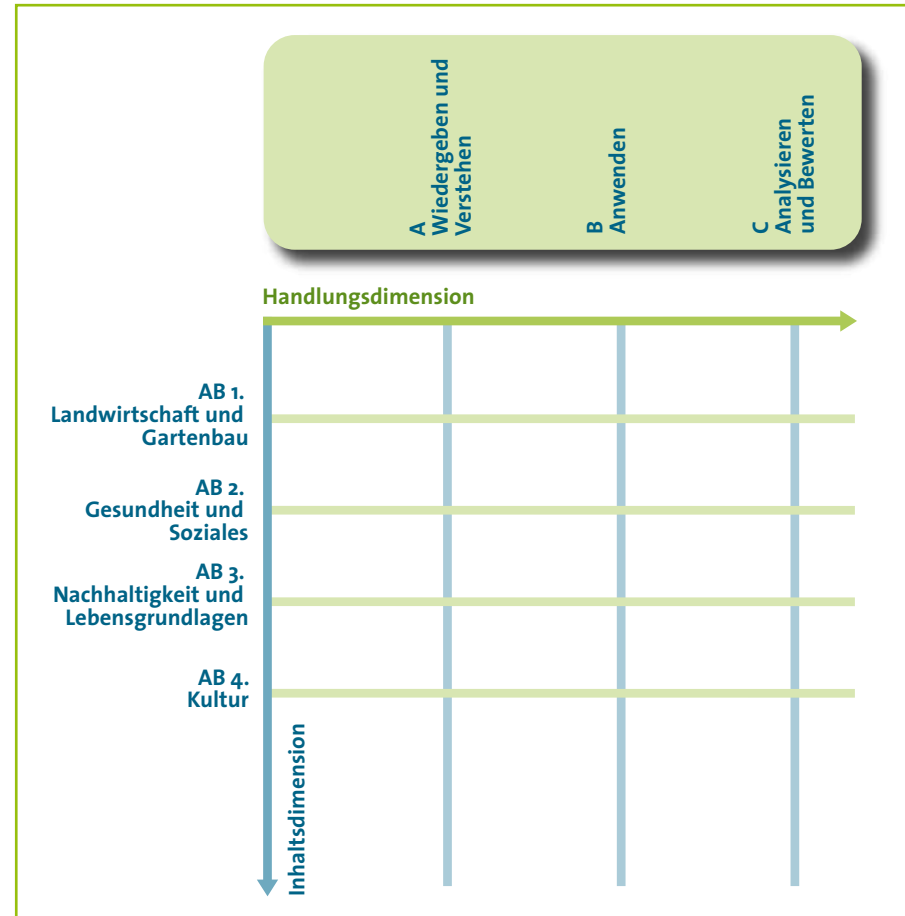 A
Wiedergeben und
Verstehen
B
Anwenden
C
Analysieren
und Bewerten
Handlungsdimension
AB 1.
Landwirtschaft und
Gartenbau
AB 2.
Gesundheit und
Soziales
AB 3.
Nachhaltigkeit und
Lebensgrundlagen
AB 4.
Kultur
Inhaltsdimension